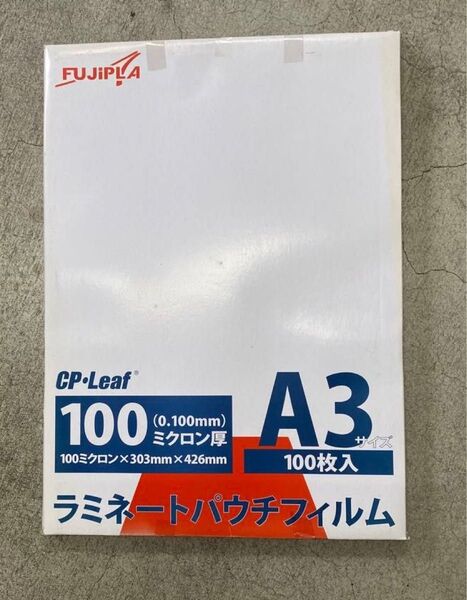 FUJiPLA
CP・Leaf®
100 (0.100mm) ミクロン厚
100ミクロン×303mm×426mm
A3サイズ
100枚入
ラミネートパウチフィルム